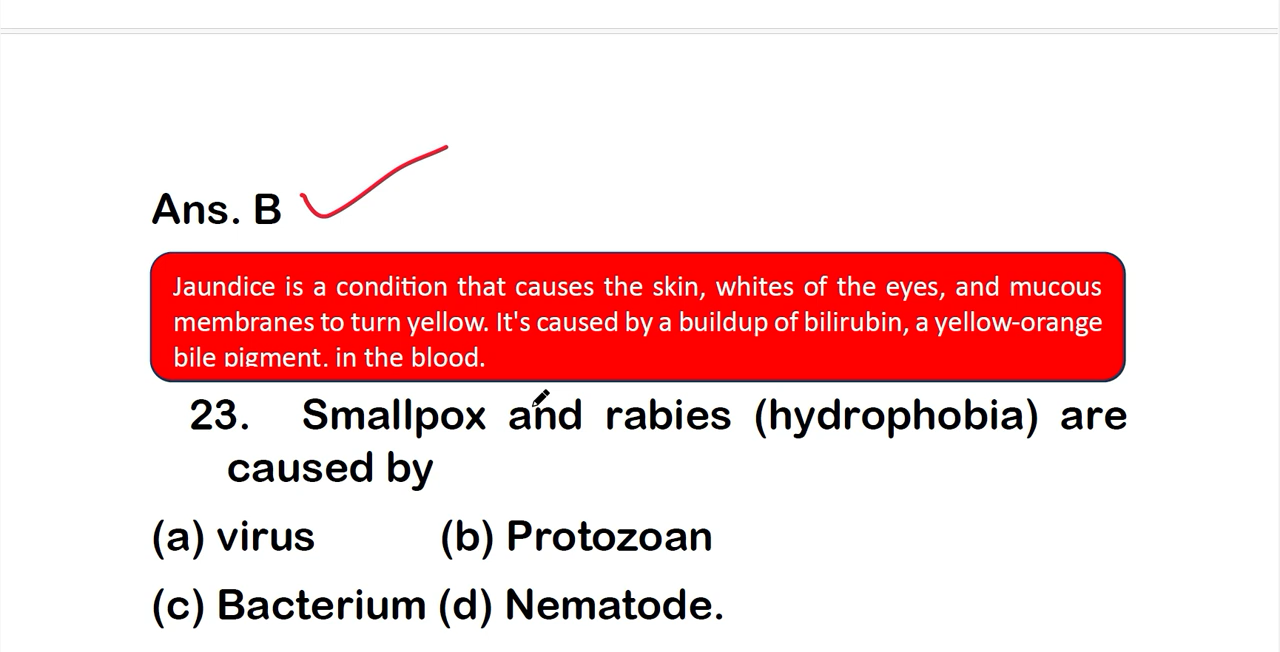 Ans. B
Jaundice is a condition that causes the skin, whites of the eyes, and mucous
membranes to turn yellow. It's caused by a buildup of bilirubin, a yellow-orange
bile pigment, in the blood.
23. Smallpox and rabies (hydrophobia) are
caused by
(a) virus (b) Protozoan
(c) Bacterium (d) Nematode.